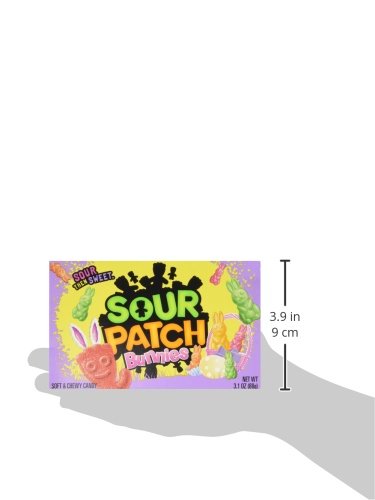 SOUR
THEN SWEET.
SOUR
PATCH
Bunnies
SOFT & CHEWY CANDY
NET WT
3.1 OZ (88g)
3.9 in
9 cm